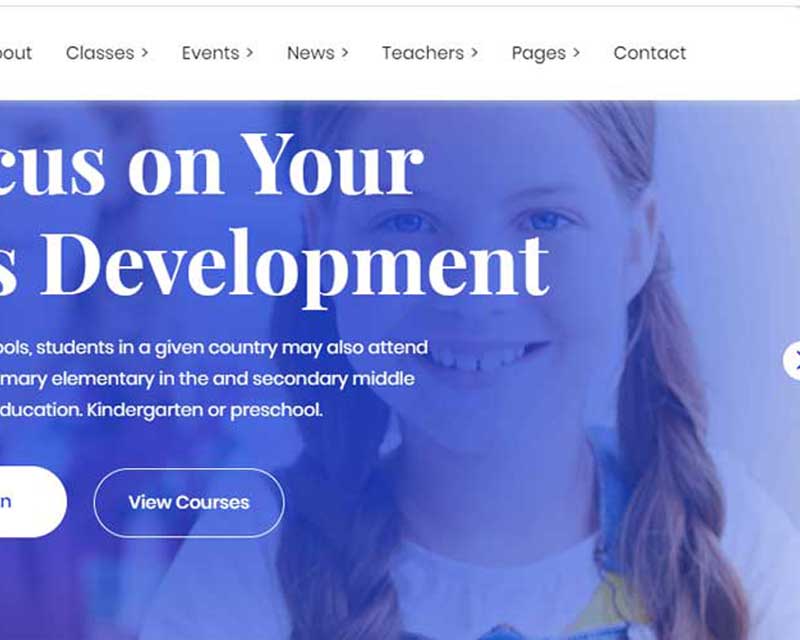 out Classes > Events > News > Teachers > Pages > Contact
cus on Your
s Development
ools, students in a given country may also attend
mary elementary in the and secondary middle
ducation. Kindergarten or preschool.
n View Courses